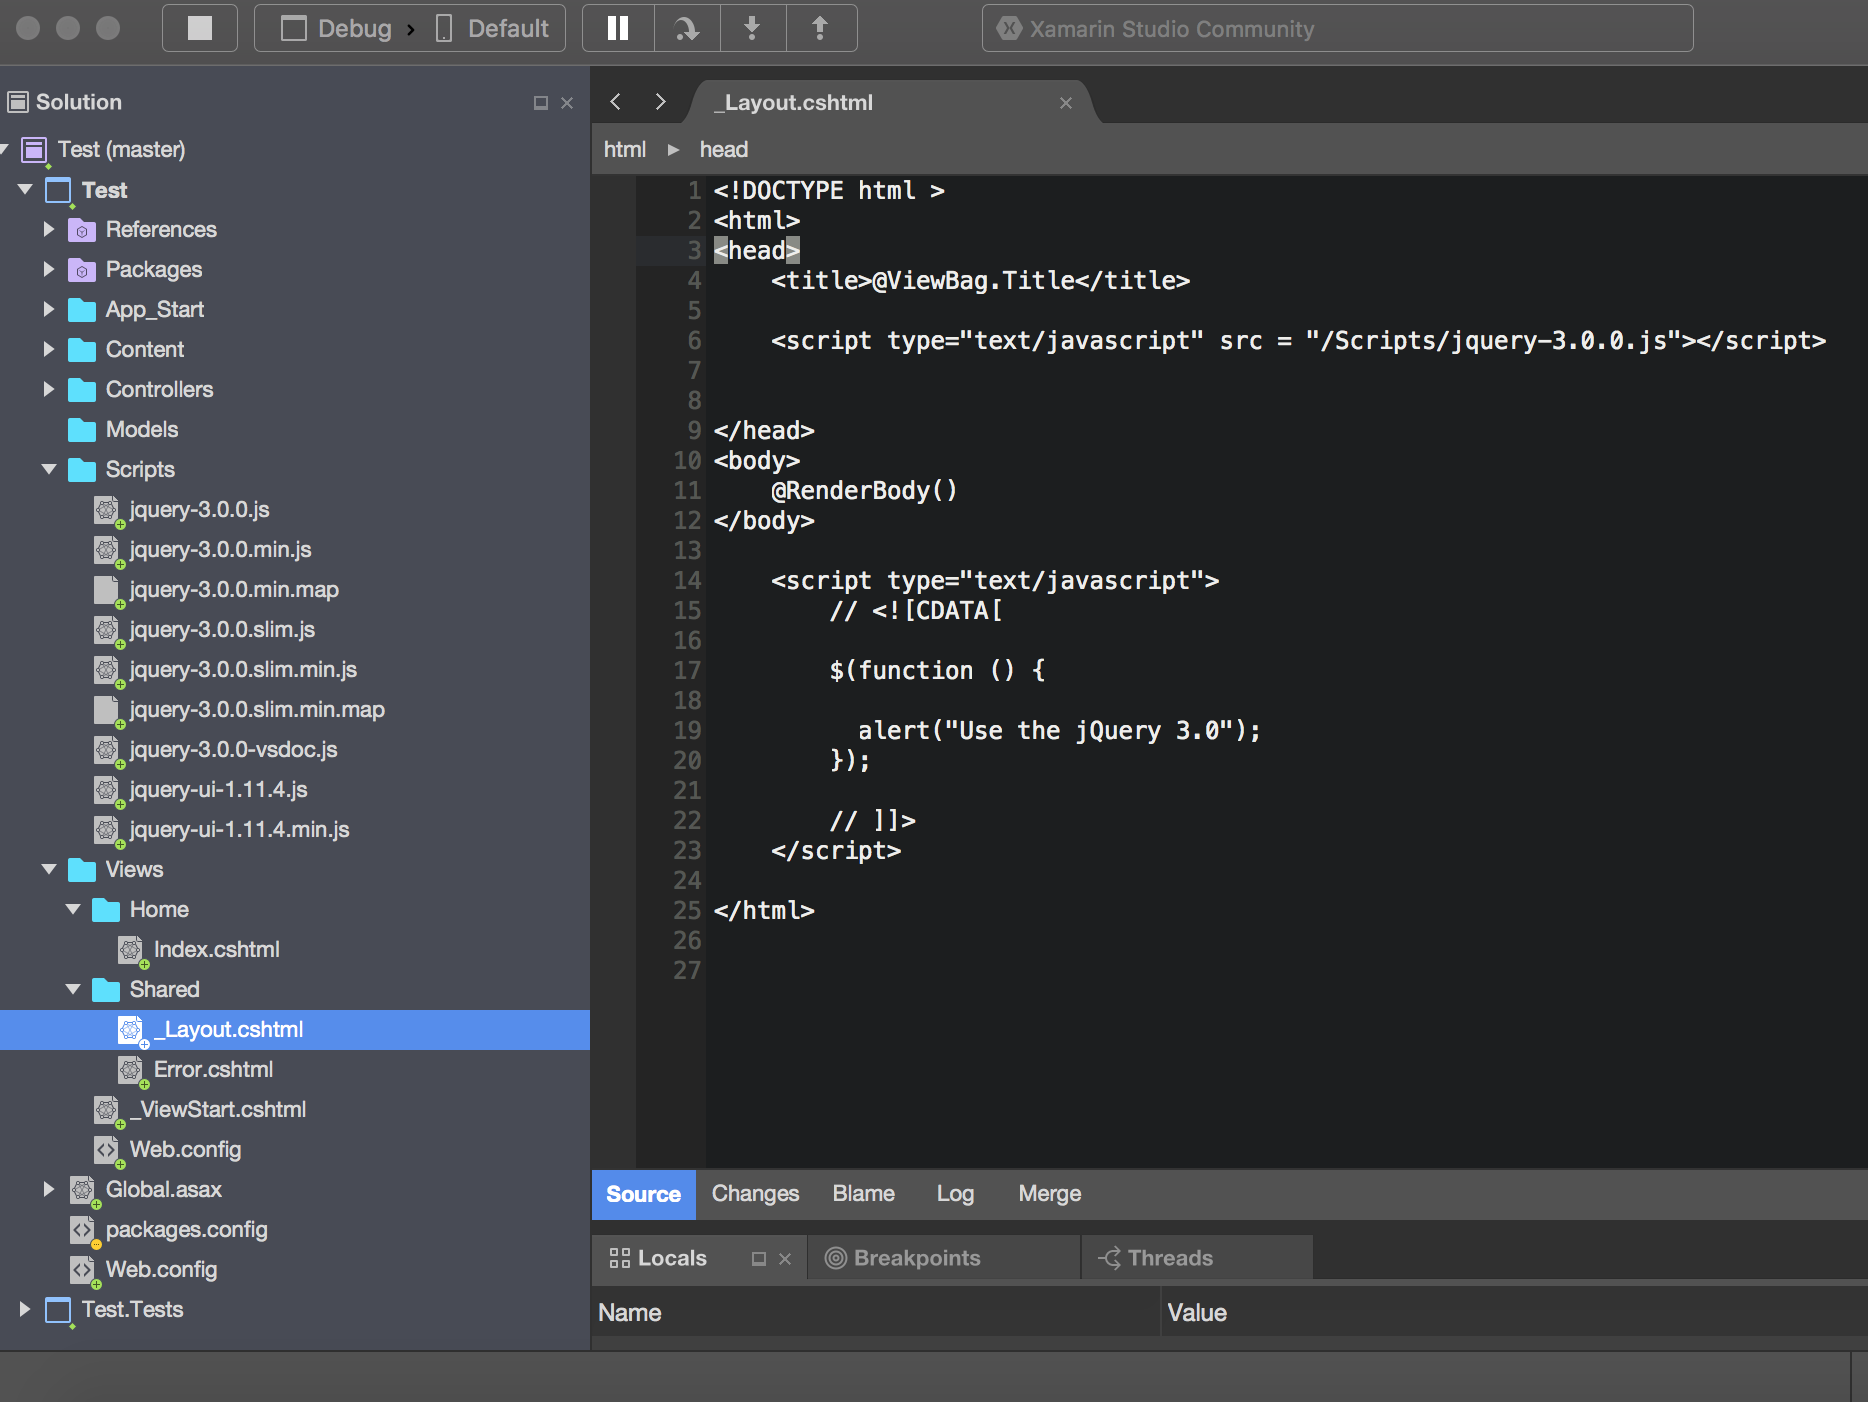 Debug › Default
Xamarin Studio Community
Solution
Test (master)
Test
References
Packages
App_Start
Content
Controllers
Models
Scripts
jquery-3.0.0.js
jquery-3.0.0.min.js
jquery-3.0.0.min.map
jquery-3.0.0.slim.js
jquery-3.0.0.slim.min.js
jquery-3.0.0.slim.min.map
jquery-3.0.0-vsdoc.js
jquery-ui-1.11.4.js
jquery-ui-1.11.4.min.js
Views
Home
Index.cshtml
Shared
_Layout.cshtml
Error.cshtml
_ViewStart.cshtml
Web.config
Global.asax
packages.config
Web.config
Test.Tests
_Layout.cshtml
html ▸ head
1 <!DOCTYPE html >
2 <html>
3 <head>
4     <title>@ViewBag.Title</title>
5
6     <script type="text/javascript" src = "/Scripts/jquery-3.0.0.js"></script>
7
8
9 </head>
10 <body>
11     @RenderBody()
12 </body>
13
14     <script type="text/javascript">
15         // <![CDATA[
16
17         $(function () {
18
19           alert("Use the jQuery 3.0");
20         });
21
22         // ]]>
23     </script>
24
25 </html>
26
27
Source Changes Blame Log Merge
Locals Breakpoints Threads
Name Value